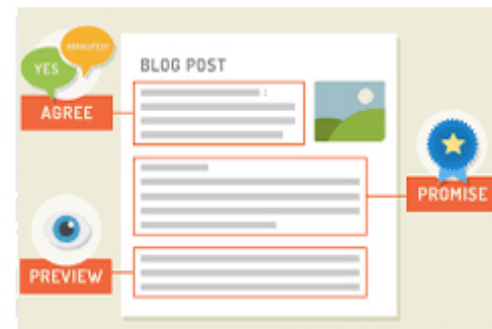 ABSOLUTELY
YES
BLOG POST
AGREE
PROMISE
PREVIEW